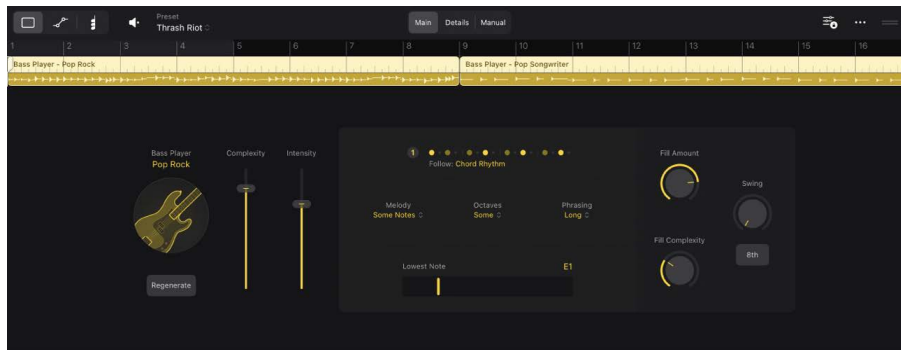 Preset
Thrash Riot
Main Details Manual
1 2 3 4 5 6 7 8 9 10 11 12 13 14 15 16
Bass Player - Pop Rock
Bass Player - Pop Songwriter
Bass Player
Pop Rock
Complexity
Intensity
Regenerate
1
Follow: Chord Rhythm
Melody
Some Notes
Octaves
Some
Phrasing
Long
Lowest Note
E1
Fill Amount
Fill Complexity
Swing
8th